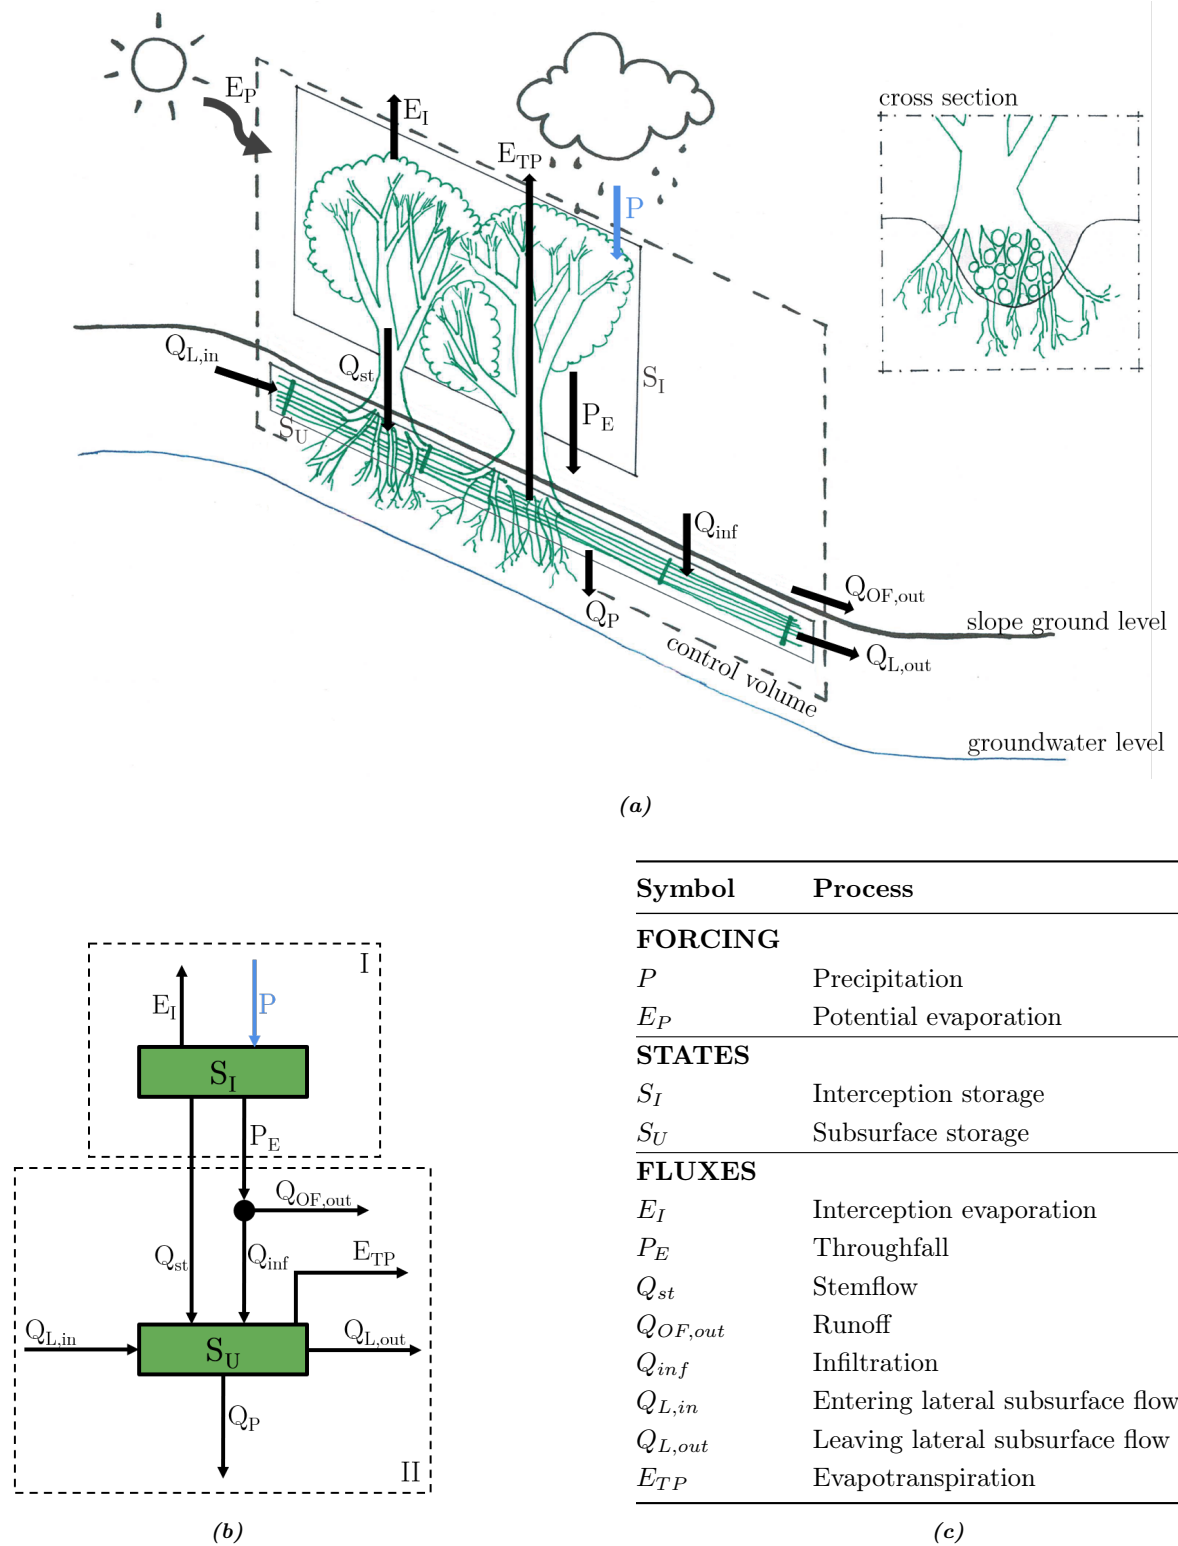 E_P
E_I
E_TP
P
cross section
Q_L,in
Q_st
S_I
P_E
S_U
Q_inf
Q_P
Q_OF,out
slope ground level
Q_L,out
control volume
groundwater level
(a)
I
E_I
P
S_I
P_E
Q_OF,out
Q_st
Q_inf
E_TP
Q_L,in
Q_L,out
S_U
Q_P
II
(b)
Symbol Process
FORCING
P Precipitation
E_P Potential evaporation
STATES
S_I Interception storage
S_U Subsurface storage
FLUXES
E_I Interception evaporation
P_E Throughfall
Q_st Stemflow
Q_OF,out Runoff
Q_inf Infiltration
Q_L,in Entering lateral subsurface flow
Q_L,out Leaving lateral subsurface flow
E_TP Evapotranspiration
(c)